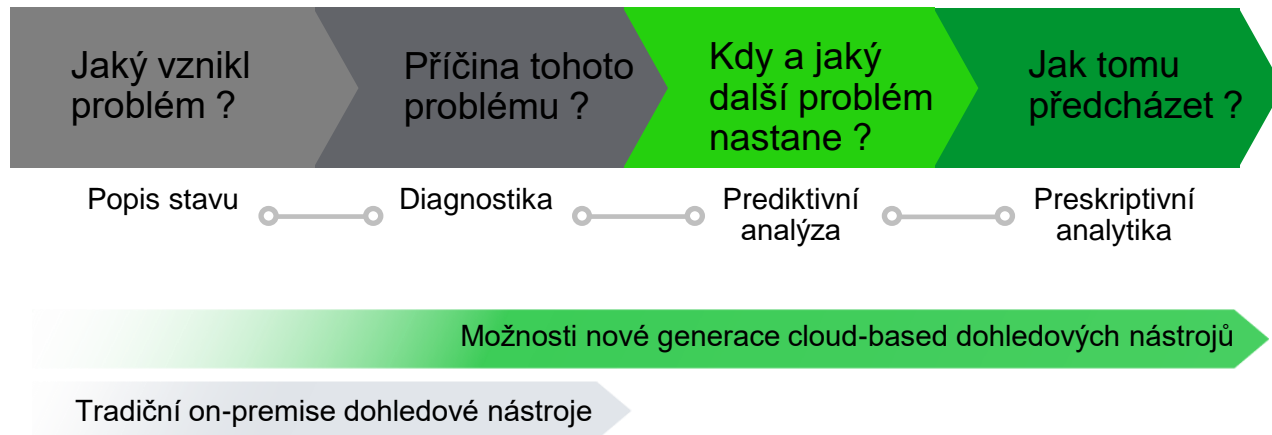 Jaký vznikl
problém ?
Příčina tohoto
problému ?
Kdy a jaký
další problém
nastane ?
Jak tomu
předcházet ?
Popis stavu
Diagnostika
Prediktivní
analýza
Preskriptivní
analytika
Možnosti nové generace cloud-based dohledových nástrojů
Tradiční on-premise dohledové nástroje